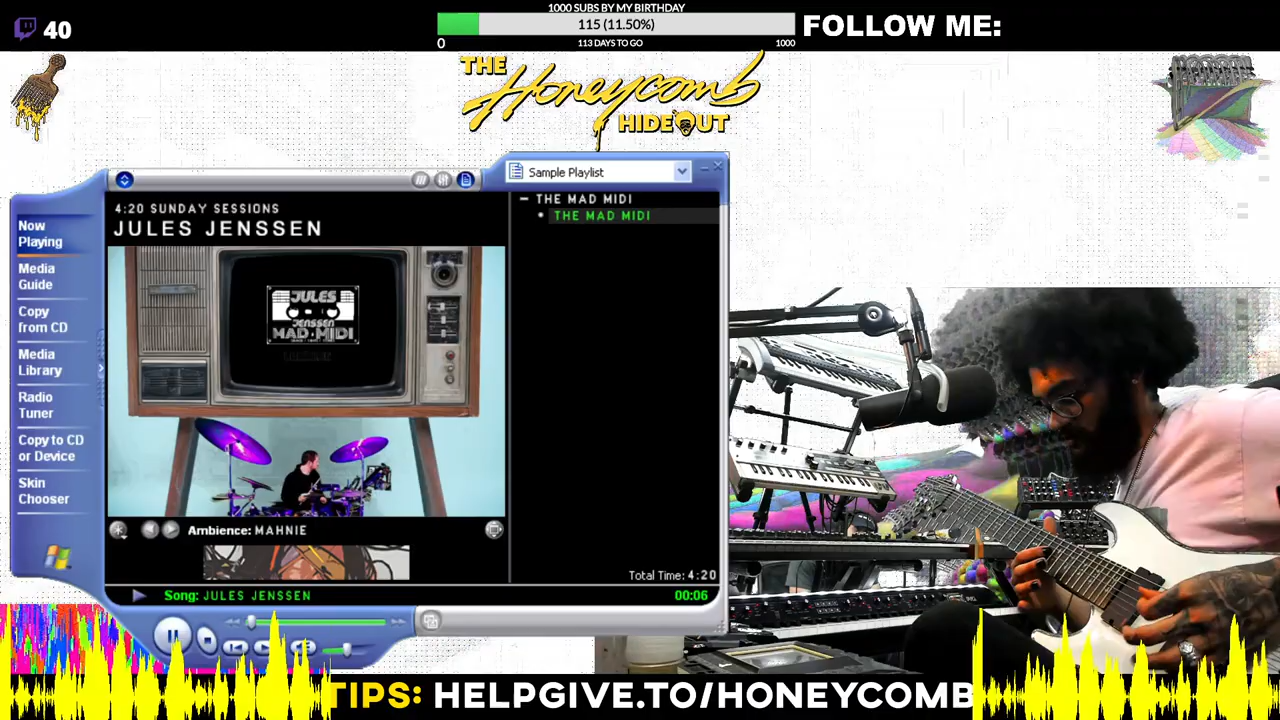 40
1000 SUBS BY MY BIRTHDAY
115 (11.50%)
0
113 DAYS TO GO
1000
FOLLOW ME:
THE
Honeycomb
HIDEOUT
Sample Playlist
THE MAD MIDI
THE MAD MIDI
Now
Playing
Media
Guide
Copy
from CD
Media
Library
Radio
Tuner
Copy to CD
or Device
Skin
Chooser
4:20 SUNDAY SESSIONS
JULES JENSSEN
JULES
JENSSEN
MAD MIDI
Ambience: MAHNIE
Total Time: 4:20
Song: JULES JENSSEN
00:06
TIPS: HELPGIVE.TO/HONEYCOMB